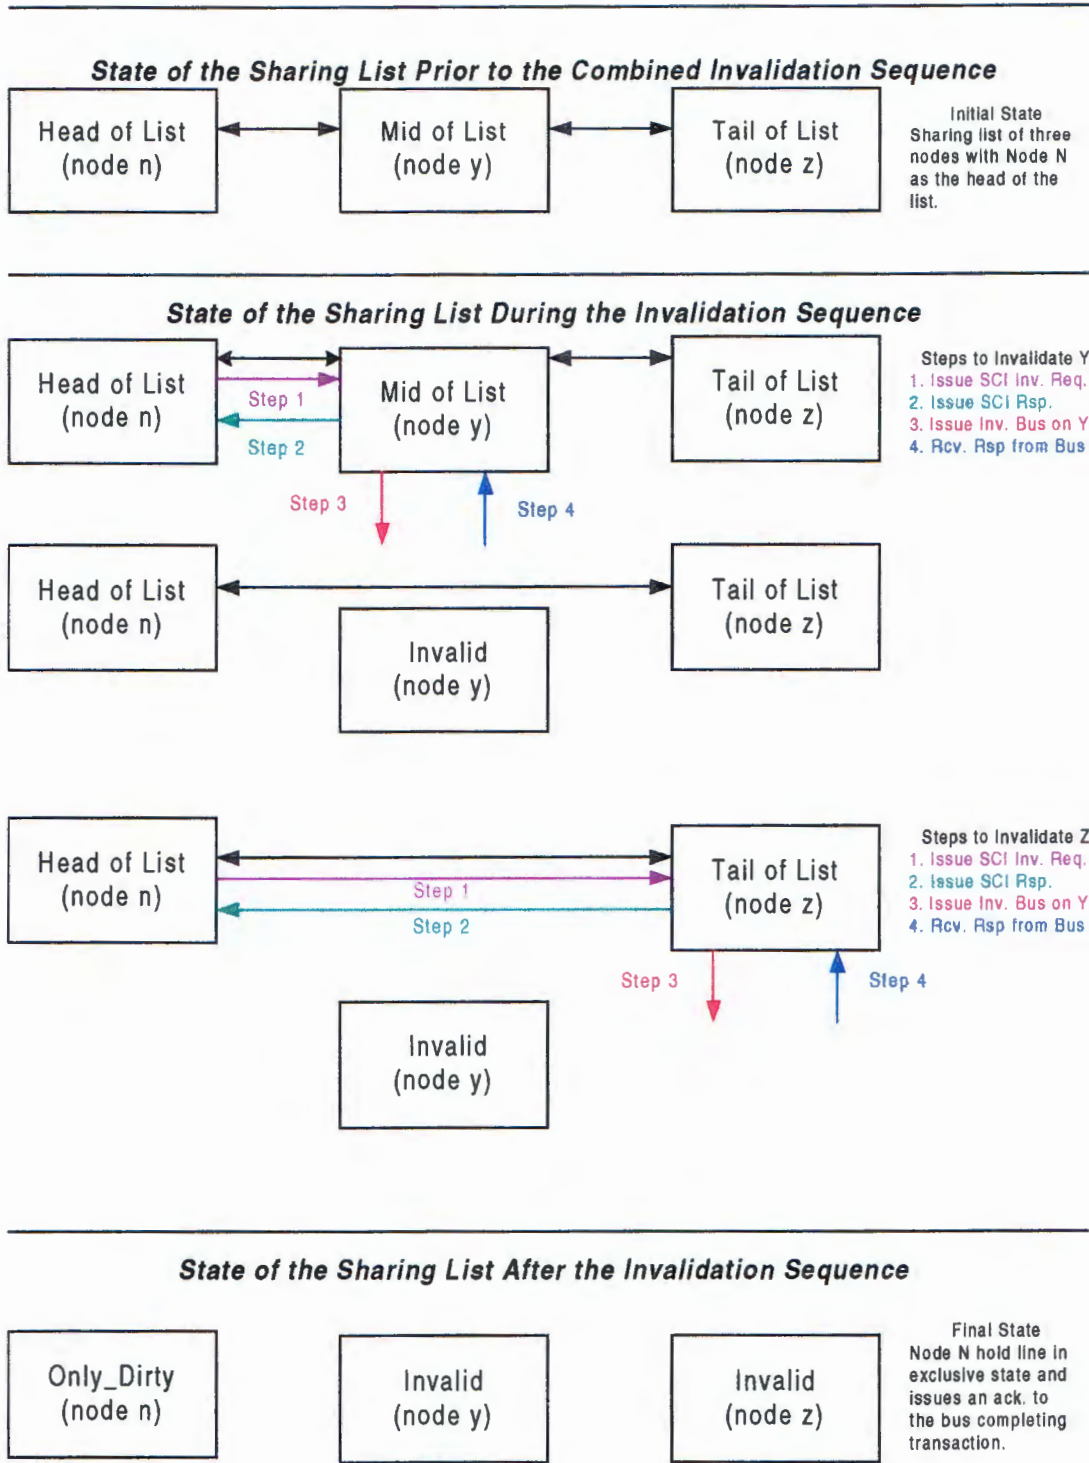 State of the Sharing List Prior to the Combined Invalidation Sequence
Head of List
(node n)
Mid of List
(node y)
Tail of List
(node z)
Initial State
Sharing list of three
nodes with Node N
as the head of the
list.
State of the Sharing List During the Invalidation Sequence
Head of List
(node n)
Step 1
Step 2
Mid of List
(node y)
Step 3
Step 4
Tail of List
(node z)
Steps to Invalidate Y
1. Issue SCI Inv. Req.
2. Issue SCI Rsp.
3. Issue Inv. Bus on Y
4. Rcv. Rsp from Bus
Head of List
(node n)
Invalid
(node y)
Tail of List
(node z)
Head of List
(node n)
Step 1
Step 2
Tail of List
(node z)
Step 3
Step 4
Steps to Invalidate Z
1. Issue SCI Inv. Req.
2. Issue SCI Rsp.
3. Issue Inv. Bus on Y
4. Rcv. Rsp from Bus
Invalid
(node y)
State of the Sharing List After the Invalidation Sequence
Only_Dirty
(node n)
Invalid
(node y)
Invalid
(node z)
Final State
Node N hold line in
exclusive state and
issues an ack. to
the bus completing
transaction.